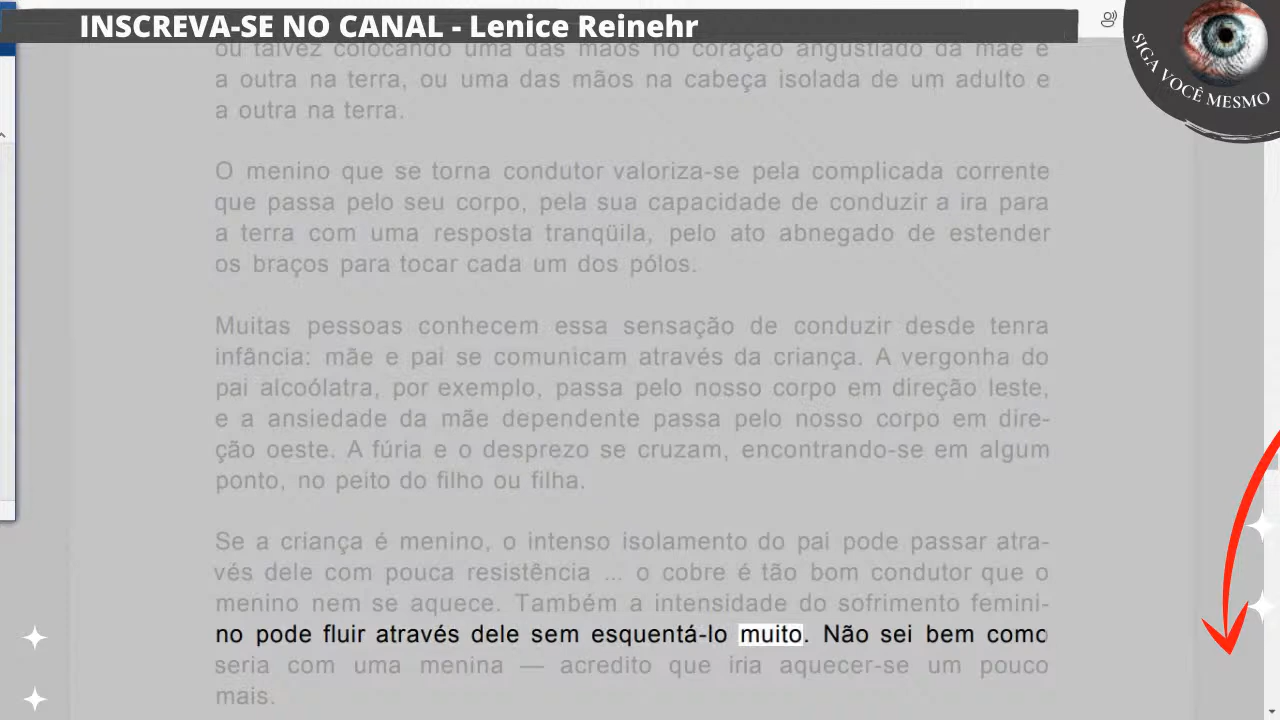 INSCREVA-SE NO CANAL - Lenice Reinehr
SIGA VOCÊ MESMO
ou talvez colocando uma das mãos no coração angustiado da mãe e
a outra na terra, ou uma das mãos na cabeça isolada de um adulto e
a outra na terra.
O menino que se torna condutor valoriza-se pela complicada corrente
que passa pelo seu corpo, pela sua capacidade de conduzir a ira para
a terra com uma resposta tranqüila, pelo ato abnegado de estender
os braços para tocar cada um dos pólos.
Muitas pessoas conhecem essa sensação de conduzir desde tenra
infância: mãe e pai se comunicam através da criança. A vergonha do
pai alcoólatra, por exemplo, passa pelo nosso corpo em direção leste,
e a ansiedade da mãe dependente passa pelo nosso corpo em dire-
ção oeste. A fúria e o desprezo se cruzam, encontrando-se em algum
ponto, no peito do filho ou filha.
Se a criança é menino, o intenso isolamento do pai pode passar atra-
vés dele com pouca resistência ... o cobre é tão bom condutor que o
menino nem se aquece. Também a intensidade do sofrimento femini-
no pode fluir através dele sem esquentá-lo muito. Não sei bem como
seria com uma menina — acredito que iria aquecer-se um pouco
mais.